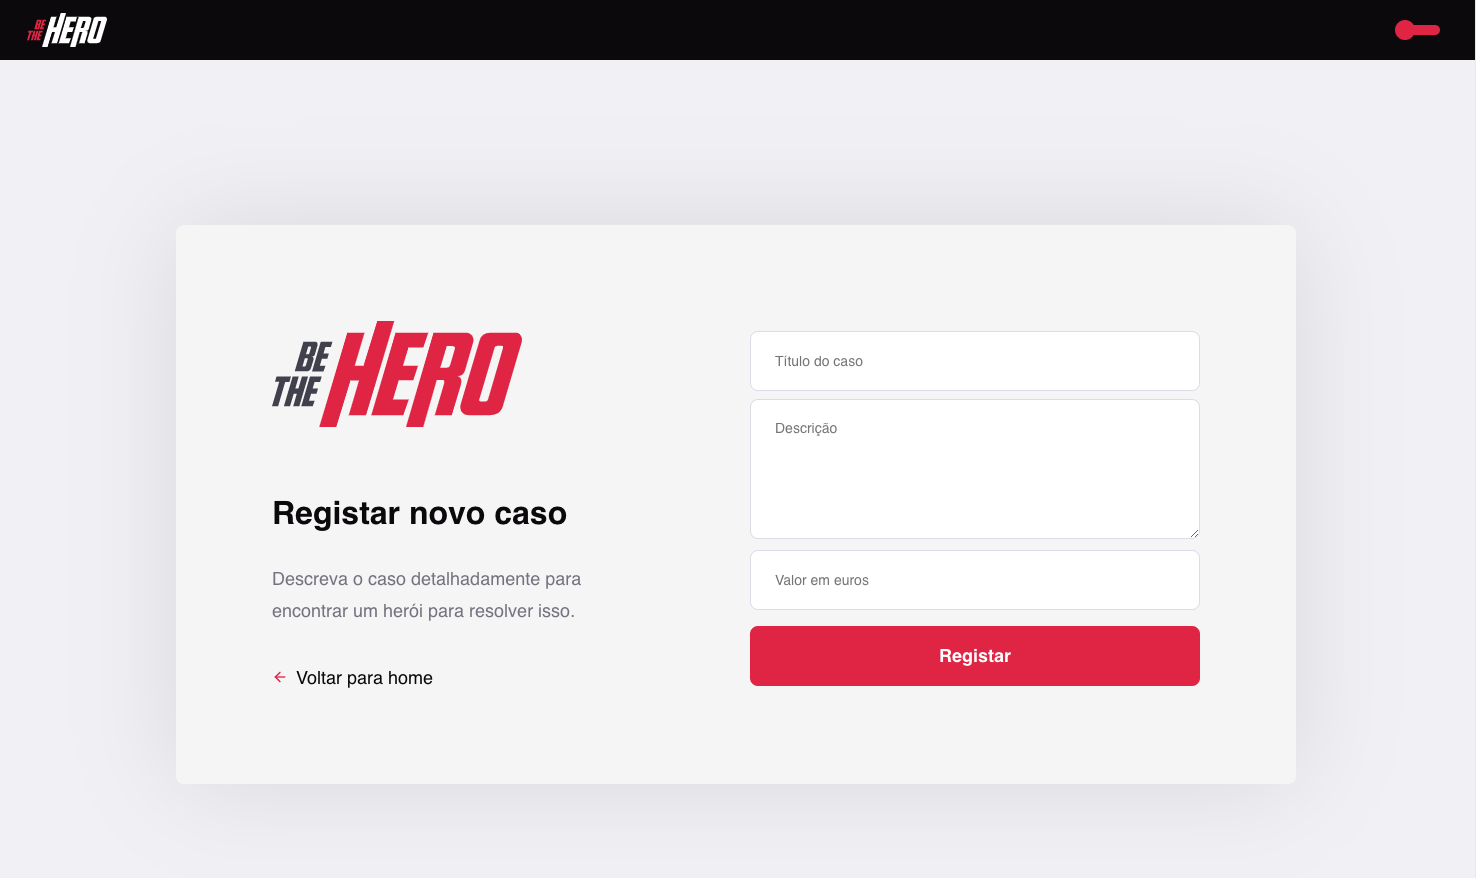 BE
THE HERO
BE
THE HERO
Registar novo caso
Descreva o caso detalhadamente para
encontrar um herói para resolver isso.
Voltar para home
Título do caso
Descrição
Valor em euros
Registar